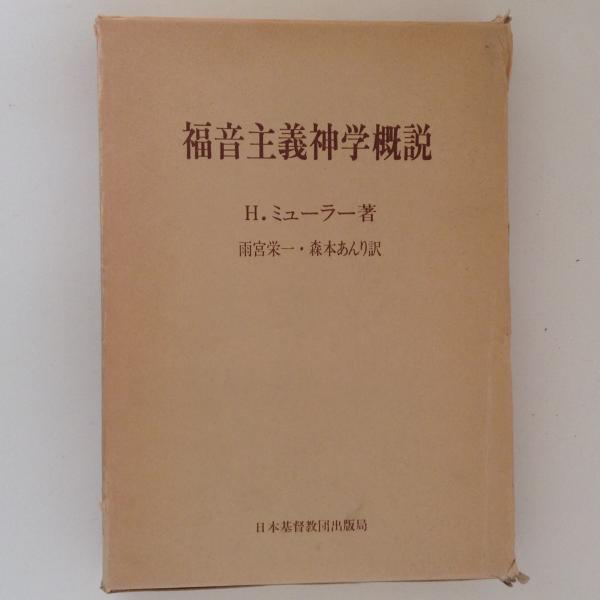 福音主義神学概説
H.ミューラー著
雨宮栄一・森本あんり訳
日本基督教団出版局